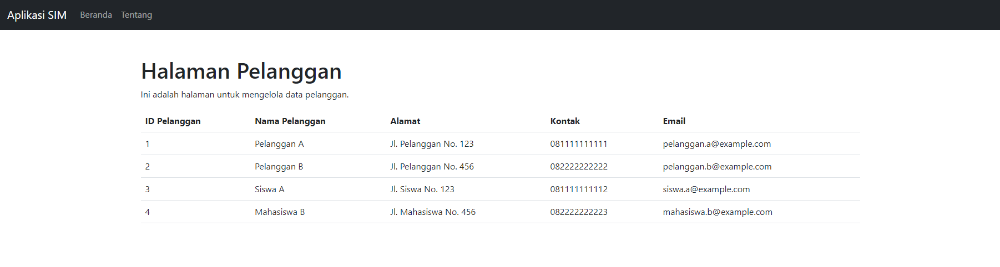 Aplikasi SIM Beranda Tentang
Halaman Pelanggan
Ini adalah halaman untuk mengelola data pelanggan.
ID Pelanggan Nama Pelanggan Alamat Kontak Email
1 Pelanggan A Jl. Pelanggan No. 123 081111111111 pelanggan.a@example.com
2 Pelanggan B Jl. Pelanggan No. 456 082222222222 pelanggan.b@example.com
3 Siswa A Jl. Siswa No. 123 081111111112 siswa.a@example.com
4 Mahasiswa B Jl. Mahasiswa No. 456 082222222223 mahasiswa.b@example.com